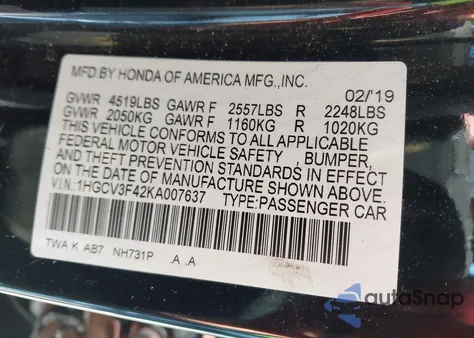 MFD.BY HONDA OF AMERICA MFG.,INC.
02/'19
GVWR 4519LBS GAWR F 2557LBS R 2248LBS
GVWR 2050KG GAWR F 1160KG R 1020KG
THIS VEHICLE CONFORMS TO ALL APPLICABLE
FEDERAL MOTOR VEHICLE SAFETY , BUMPER,
AND THEFT PREVENTION STANDARDS IN EFFECT
ON THE DATE OF MANUFACTURE SHOWN ABOVE.
V.I.N.:1HGCV3F42KA007637 TYPE:PASSENGER CAR
TWA K AB7 NH731P .A .A
autoSnap